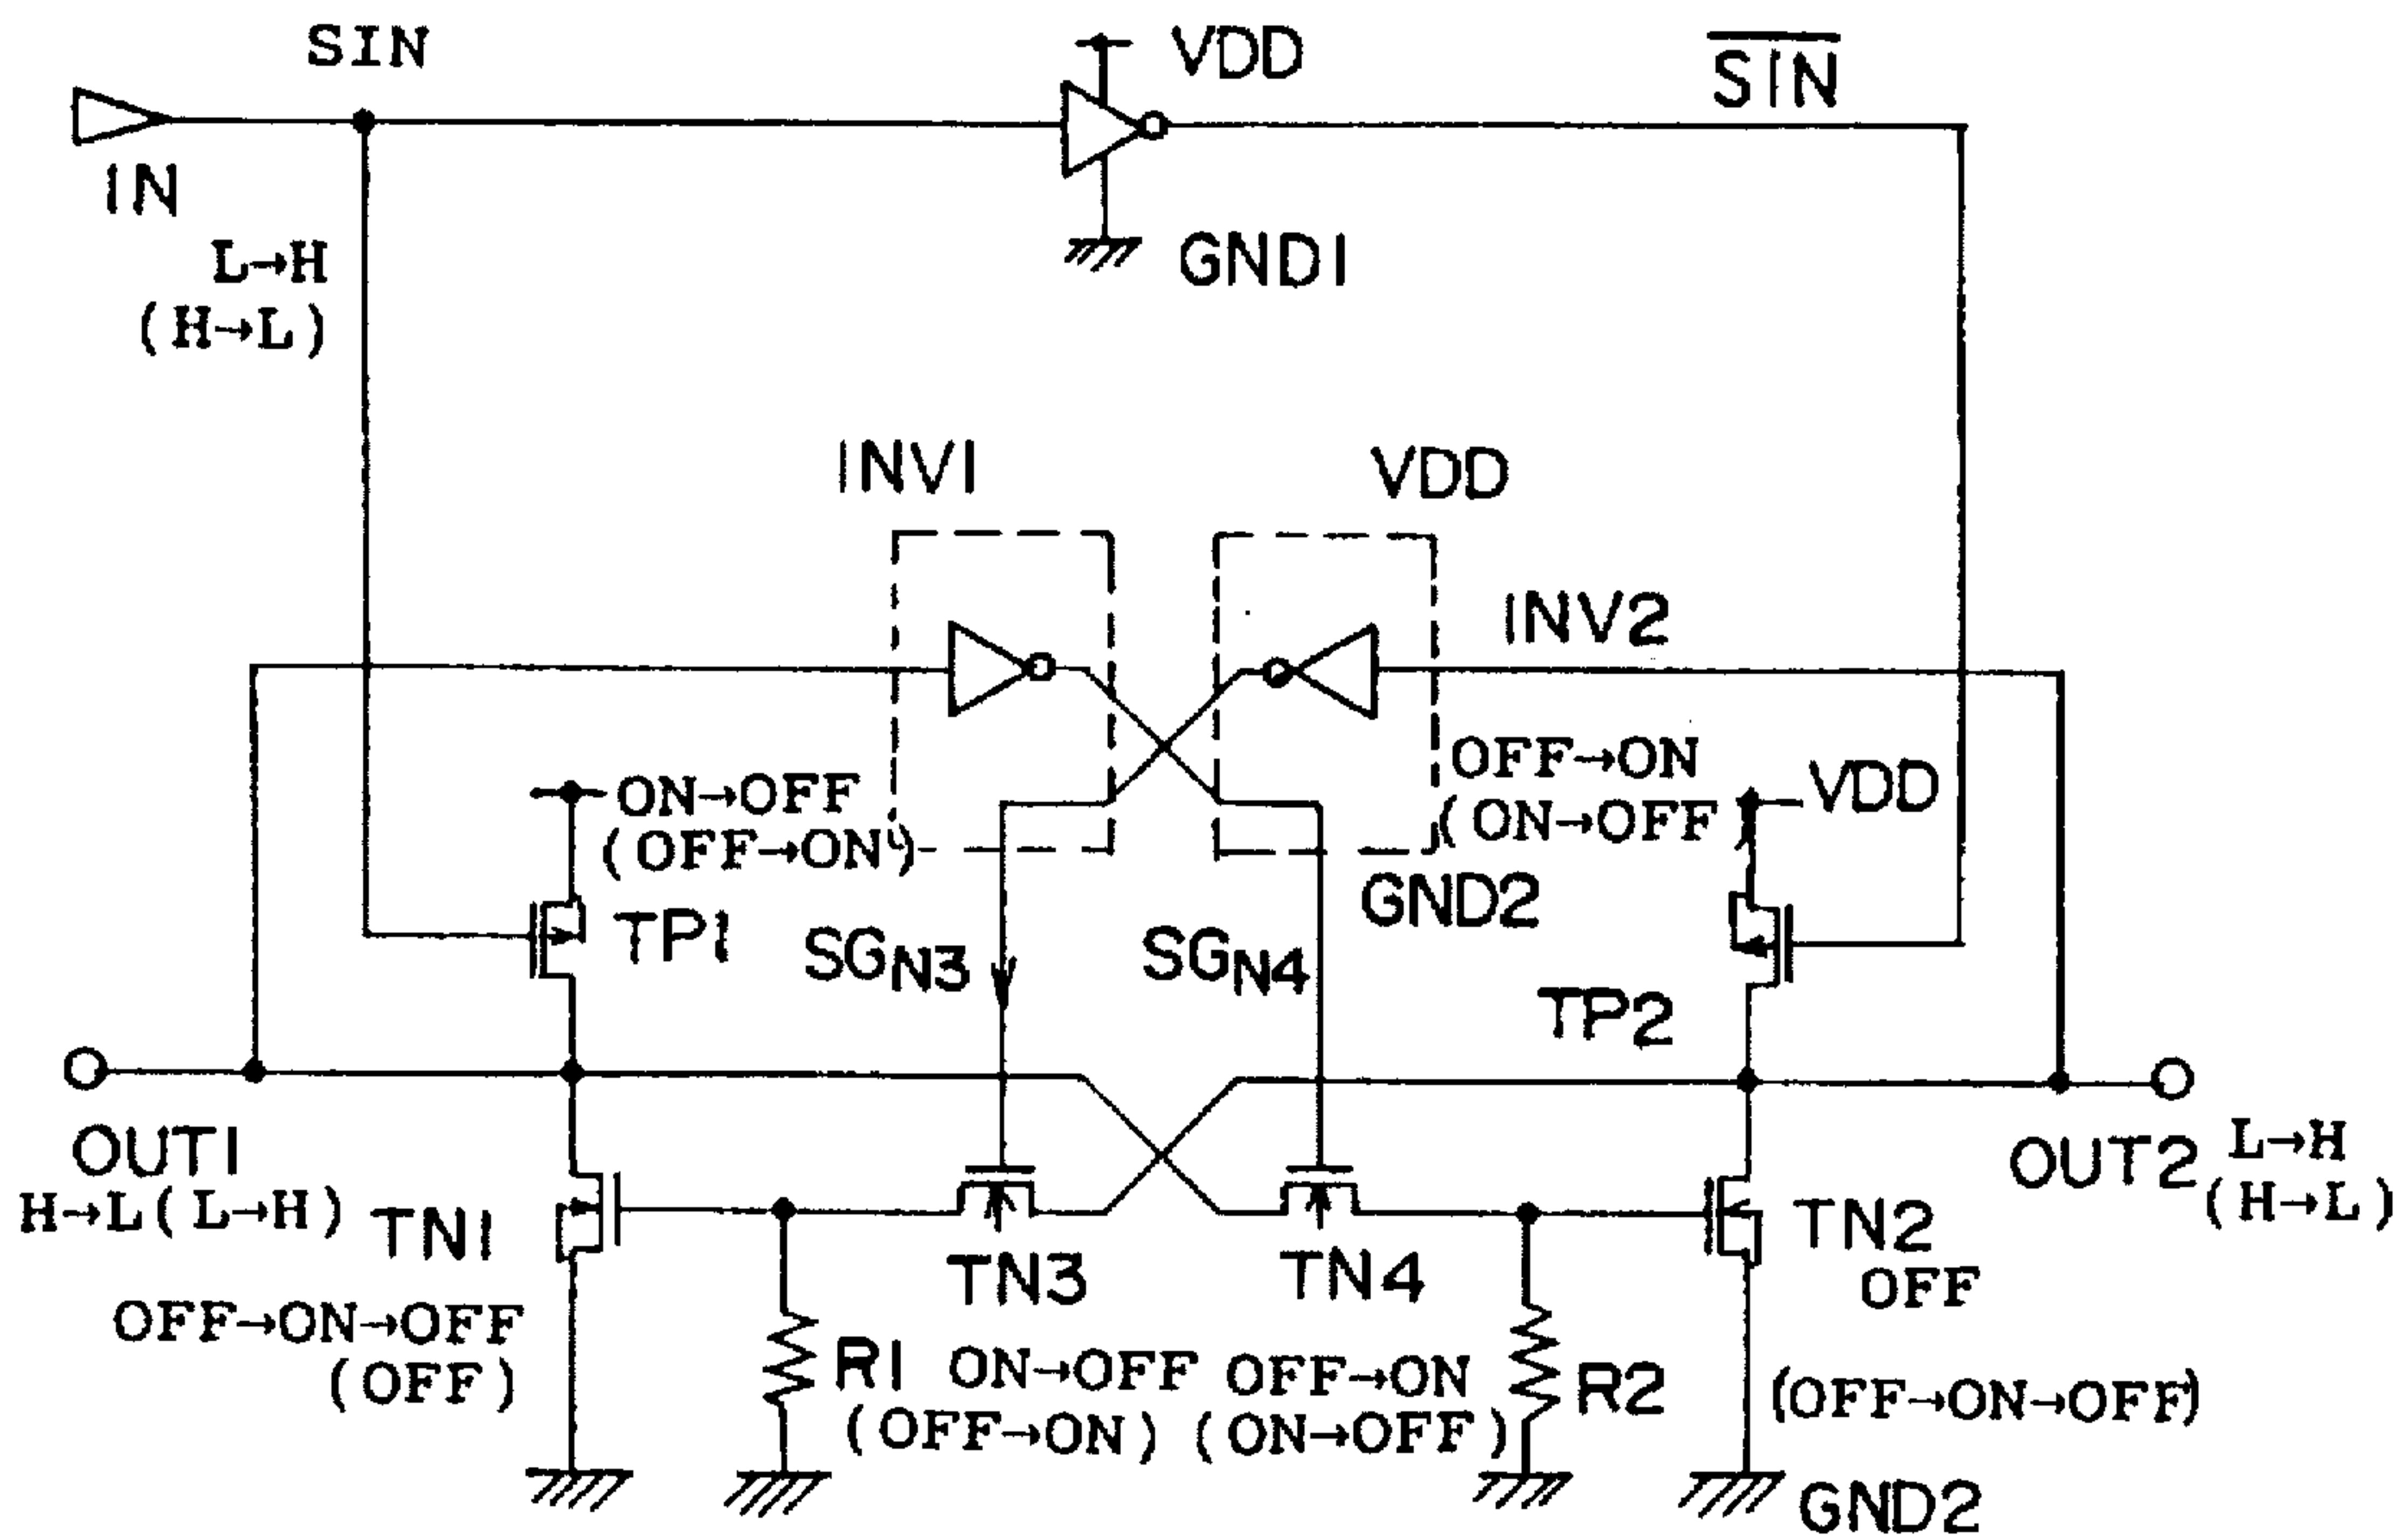 SIN
VDD
SIN
IN
GND1
L→H
(H→L)
INV1
VDD
INV2
OFF→ON
(ON→OFF)
VDD
ON→OFF
(OFF→ON)
GND2
TP1
SGN3
SGN4
TP2
OUT1
H→L(L→H)
TN1
OUT2
L→H
(H→L)
TN3
TN4
TN2
OFF
OFF→ON→OFF
(OFF)
R1
ON→OFF
(OFF→ON)
OFF→ON
(ON→OFF)
R2
(OFF→ON→OFF)
GND2